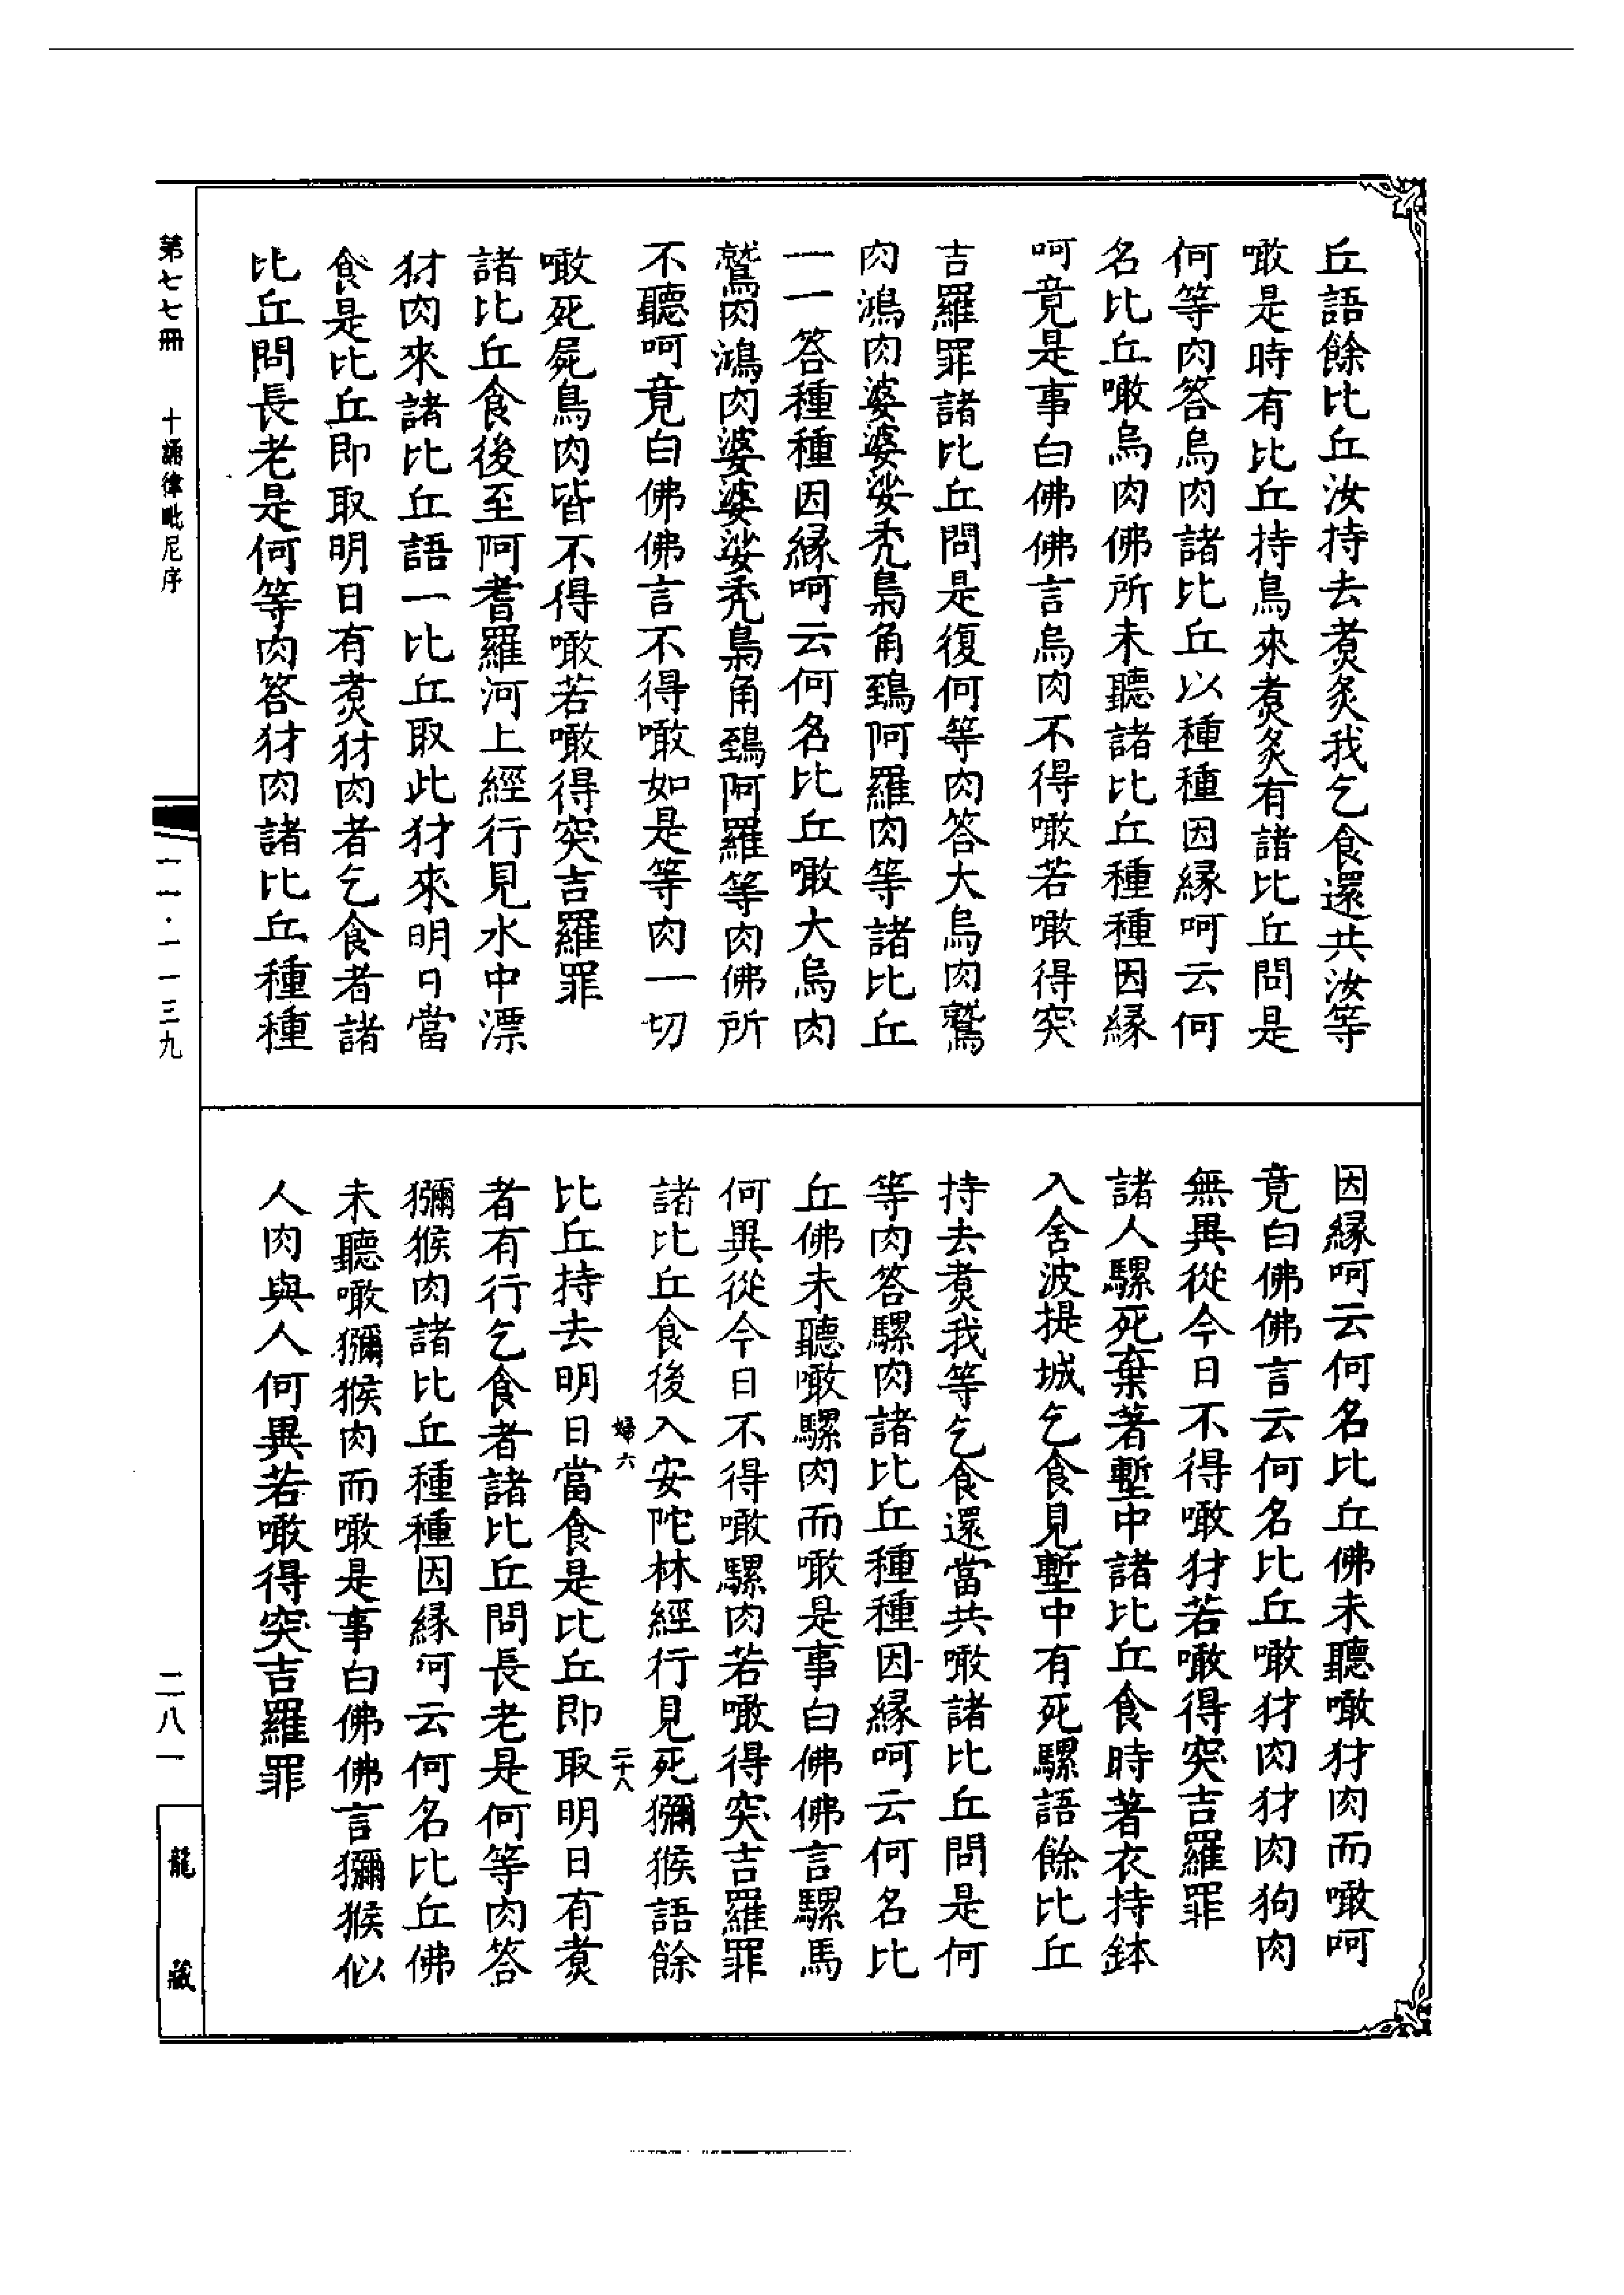 丘語餘比丘汝持去煮炙我乞食還共汝等
噉是時有比丘持烏來煮炙有諸比丘問是
何等肉答烏肉諸比丘以種種因緣呵云何
名比丘噉烏肉佛所未聽諸比丘種種因緣
呵竟是事白佛佛言烏肉不得噉若噉得突
吉羅罪諸比丘問是復何等肉答大烏肉鷲
肉鴻肉婆婆娑禿梟角鵄阿羅肉等諸比丘
一一答種種因緣呵云何名比丘噉大烏肉
鷲肉鴻肉婆婆娑禿梟角鵄阿羅等肉佛所
不聽呵竟白佛佛言不得噉如是等肉一切
噉死屍鳥肉皆不得噉若噉得突吉羅罪
諸比丘食後至阿耆羅河上經行見水中漂
犲肉來諸比丘語一比丘取此犲來明日當
食是比丘即取明日有煮犲肉者乞食者諸
比丘問長老是何等肉答犲肉諸比丘種種
因緣呵云何名比丘佛未聽噉犲肉而噉呵
竟白佛佛言云何名比丘噉犲肉犲肉狗肉
無異從今日不得噉犲若噉得突吉羅罪
諸人騾死棄著塹中諸比丘食時著衣持鉢
入舍波提城乞食見塹中有死騾語餘比丘
持去煮我等乞食還當共噉諸比丘問是何
等肉答騾肉諸比丘種種因緣呵云何名比
丘佛未聽噉騾肉而噉是事白佛佛言騾馬
何異從今日不得噉騾肉若噉得突吉羅罪
諸比丘食後入安陀林經行見死獼猴語餘
婦六
二十八
比丘持去明日當食是比丘即取明日有煮
者有行乞食者諸比丘問長老是何等肉答
獼猴肉諸比丘種種因緣呵云何名比丘佛
未聽噉獼猴肉而噉是事白佛佛言獼猴似
人肉與人何異若噉得突吉羅罪
第七七冊
十誦律毗尼序
一一·一一三九
二八一
龍藏